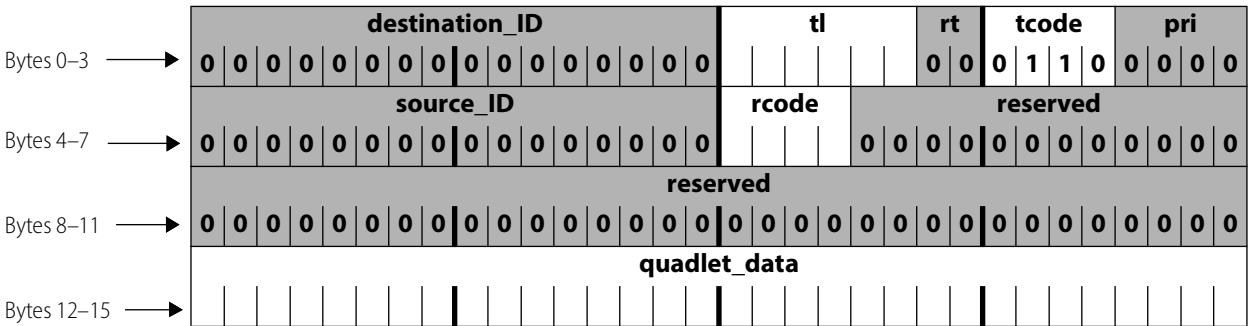 destination_ID tl rt tcode pri
Bytes 0–3 0 0 0 0 0 0 0 0 0 0 0 0 0 0 0 0 0 0 0 1 1 0 0 0 0 0
source_ID rcode reserved
Bytes 4–7 0 0 0 0 0 0 0 0 0 0 0 0 0 0 0 0 0 0 0 0 0 0 0 0 0 0 0 0
reserved
Bytes 8–11 0 0 0 0 0 0 0 0 0 0 0 0 0 0 0 0 0 0 0 0 0 0 0 0 0 0 0 0 0 0 0 0
quadlet_data
Bytes 12–15